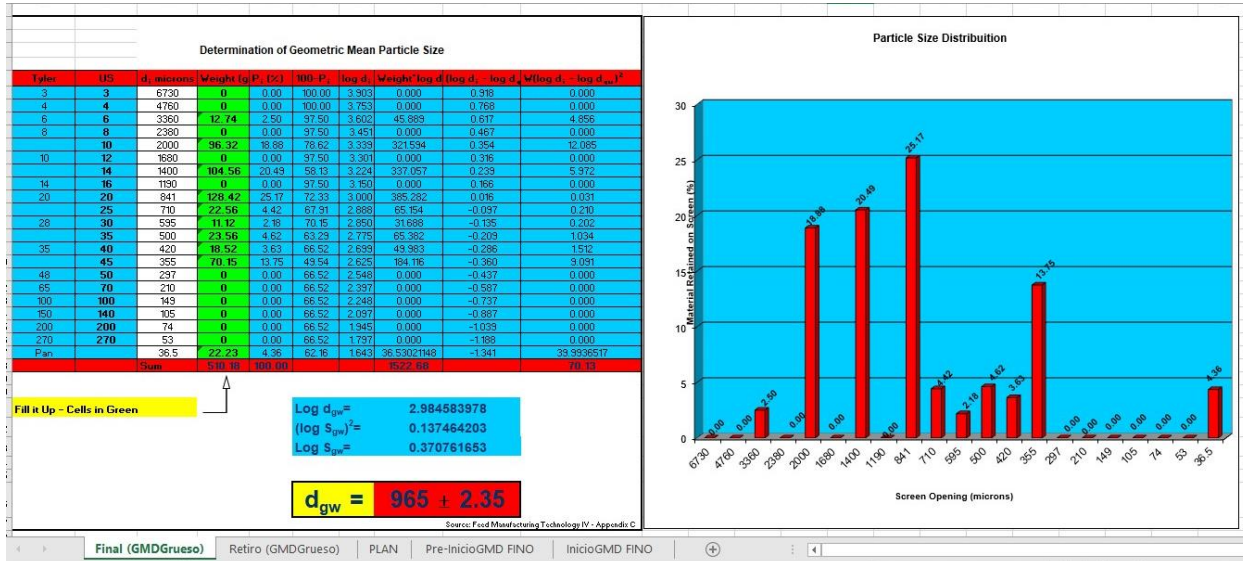 Determination of Geometric Mean Particle Size
Tyler US d_i microns Weight (g P_i (%) 100-P_i log d_i Weight*log d (log d_i - log d_ W(log d_i - log d_gw)²
3 3 6730 0 0.00 100.00 3.903 0.000 0.918 0.000
4 4 4760 0 0.00 100.00 3.753 0.000 0.768 0.000
6 6 3360 12.74 2.50 97.50 3.602 45.889 0.617 4.856
8 8 2380 0 0.00 97.50 3.451 0.000 0.467 0.000
10 2000 96.32 18.88 78.62 3.339 321.594 0.354 12.085
10 12 1680 0 0.00 97.50 3.301 0.000 0.316 0.000
14 1400 104.56 20.49 58.13 3.224 337.057 0.239 5.972
14 16 1190 0 0.00 97.50 3.150 0.000 0.166 0.000
20 20 841 128.42 25.17 72.33 3.000 385.282 0.016 0.031
25 710 22.56 4.42 67.91 2.888 65.154 -0.097 0.210
28 30 595 11.12 2.18 70.15 2.850 31.688 -0.135 0.202
35 500 23.56 4.62 63.29 2.775 65.382 -0.209 1.034
35 40 420 18.52 3.63 66.52 2.699 49.983 -0.286 1.512
45 355 70.15 13.75 49.54 2.625 184.116 -0.360 9.091
48 50 297 0 0.00 66.52 2.548 0.000 -0.437 0.000
65 70 210 0 0.00 66.52 2.397 0.000 -0.587 0.000
100 100 149 0 0.00 66.52 2.248 0.000 -0.737 0.000
150 140 105 0 0.00 66.52 2.097 0.000 -0.887 0.000
200 200 74 0 0.00 66.52 1.945 0.000 -1.039 0.000
270 270 53 0 0.00 66.52 1.797 0.000 -1.188 0.000
Pan 36.5 22.23 4.36 62.16 1.643 36.53021148 -1.341 39.9936517
Sum 510.18 100.00 1522.68 70.13
Fill it Up - Cells in Green
Log d_gw= 2.984583978
(log S_gw)²= 0.137464203
Log S_gw= 0.370761653
d_gw = 965 ± 2.35
Source: Feed Manufacturing Technology IV - Appendix C
Particle Size Distribuition
Material Retained on Screen (%)
30
25
20
15
10
5
0
0.00 0.00 2.50 0.00 18.88 0.00 20.49 0.00 25.17 4.42 2.18 4.62 3.63 13.75 0.00 0.00 0.00 0.00 0.00 0.00 4.36
6730 4760 3360 2380 2000 1680 1400 1190 841 710 595 500 420 355 297 210 149 105 74 53 36.5
Screen Opening (microns)
Final (GMDGrueso) Retiro (GMDGrueso) PLAN Pre-InicioGMD FINO InicioGMD FINO